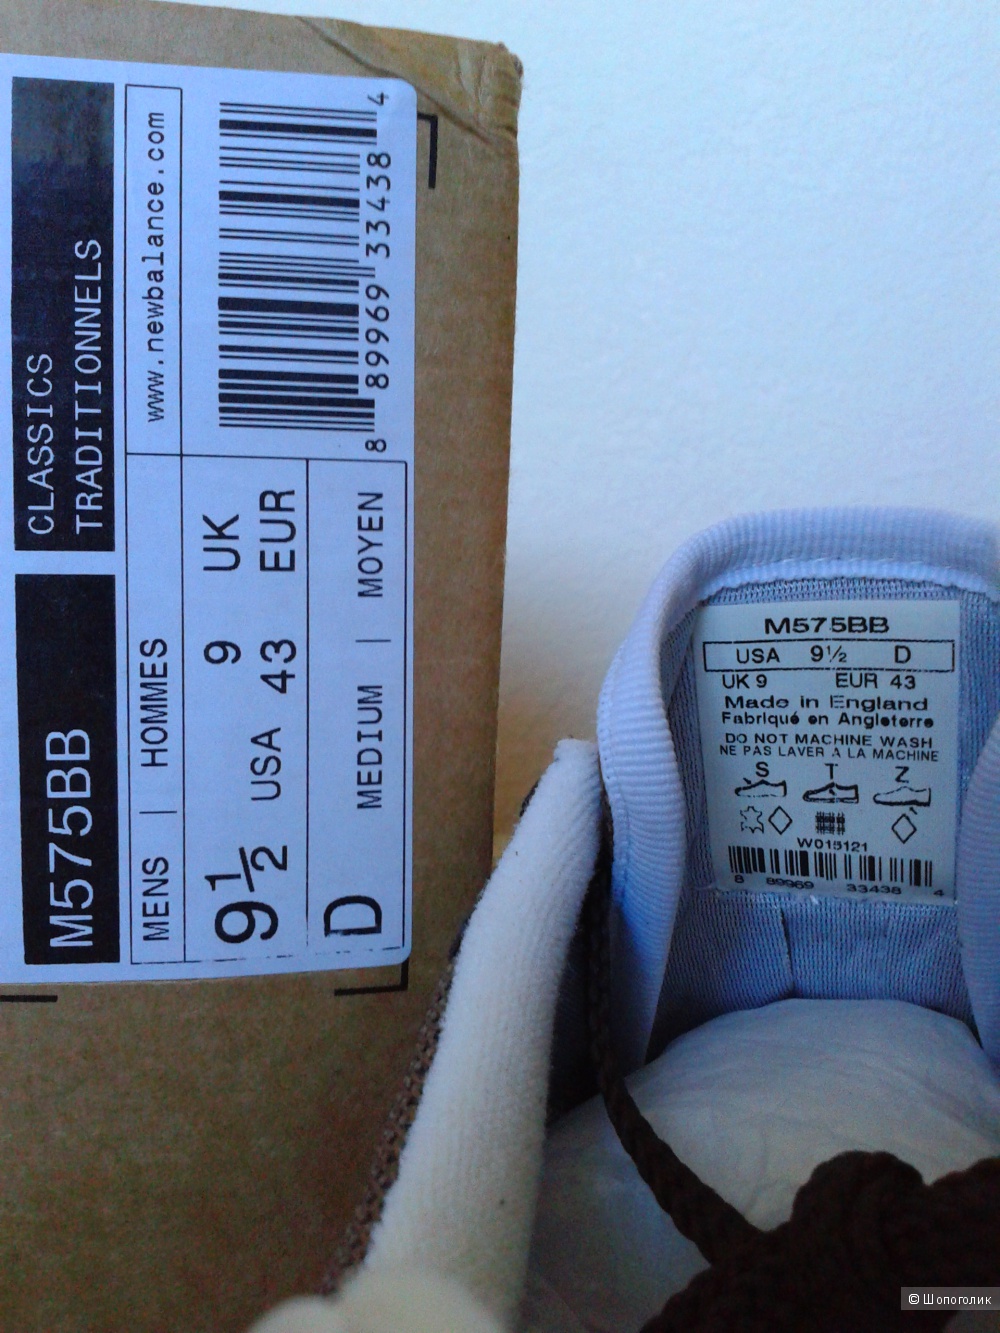 M575BB
CLASSICS
TRADITIONNELS
MENS | HOMMES
www.newbalance.com
9½ USA 9 UK
43 EUR
D MEDIUM | MOYEN
8 89969 33438 4
M575BB
USA 9½ D
UK 9 EUR 43
Made in England
Fabriqué en Angleterre
DO NOT MACHINE WASH
NE PAS LAVER A LA MACHINE
S T Z
W015121
8 89969 33438 4
© Шопоголик